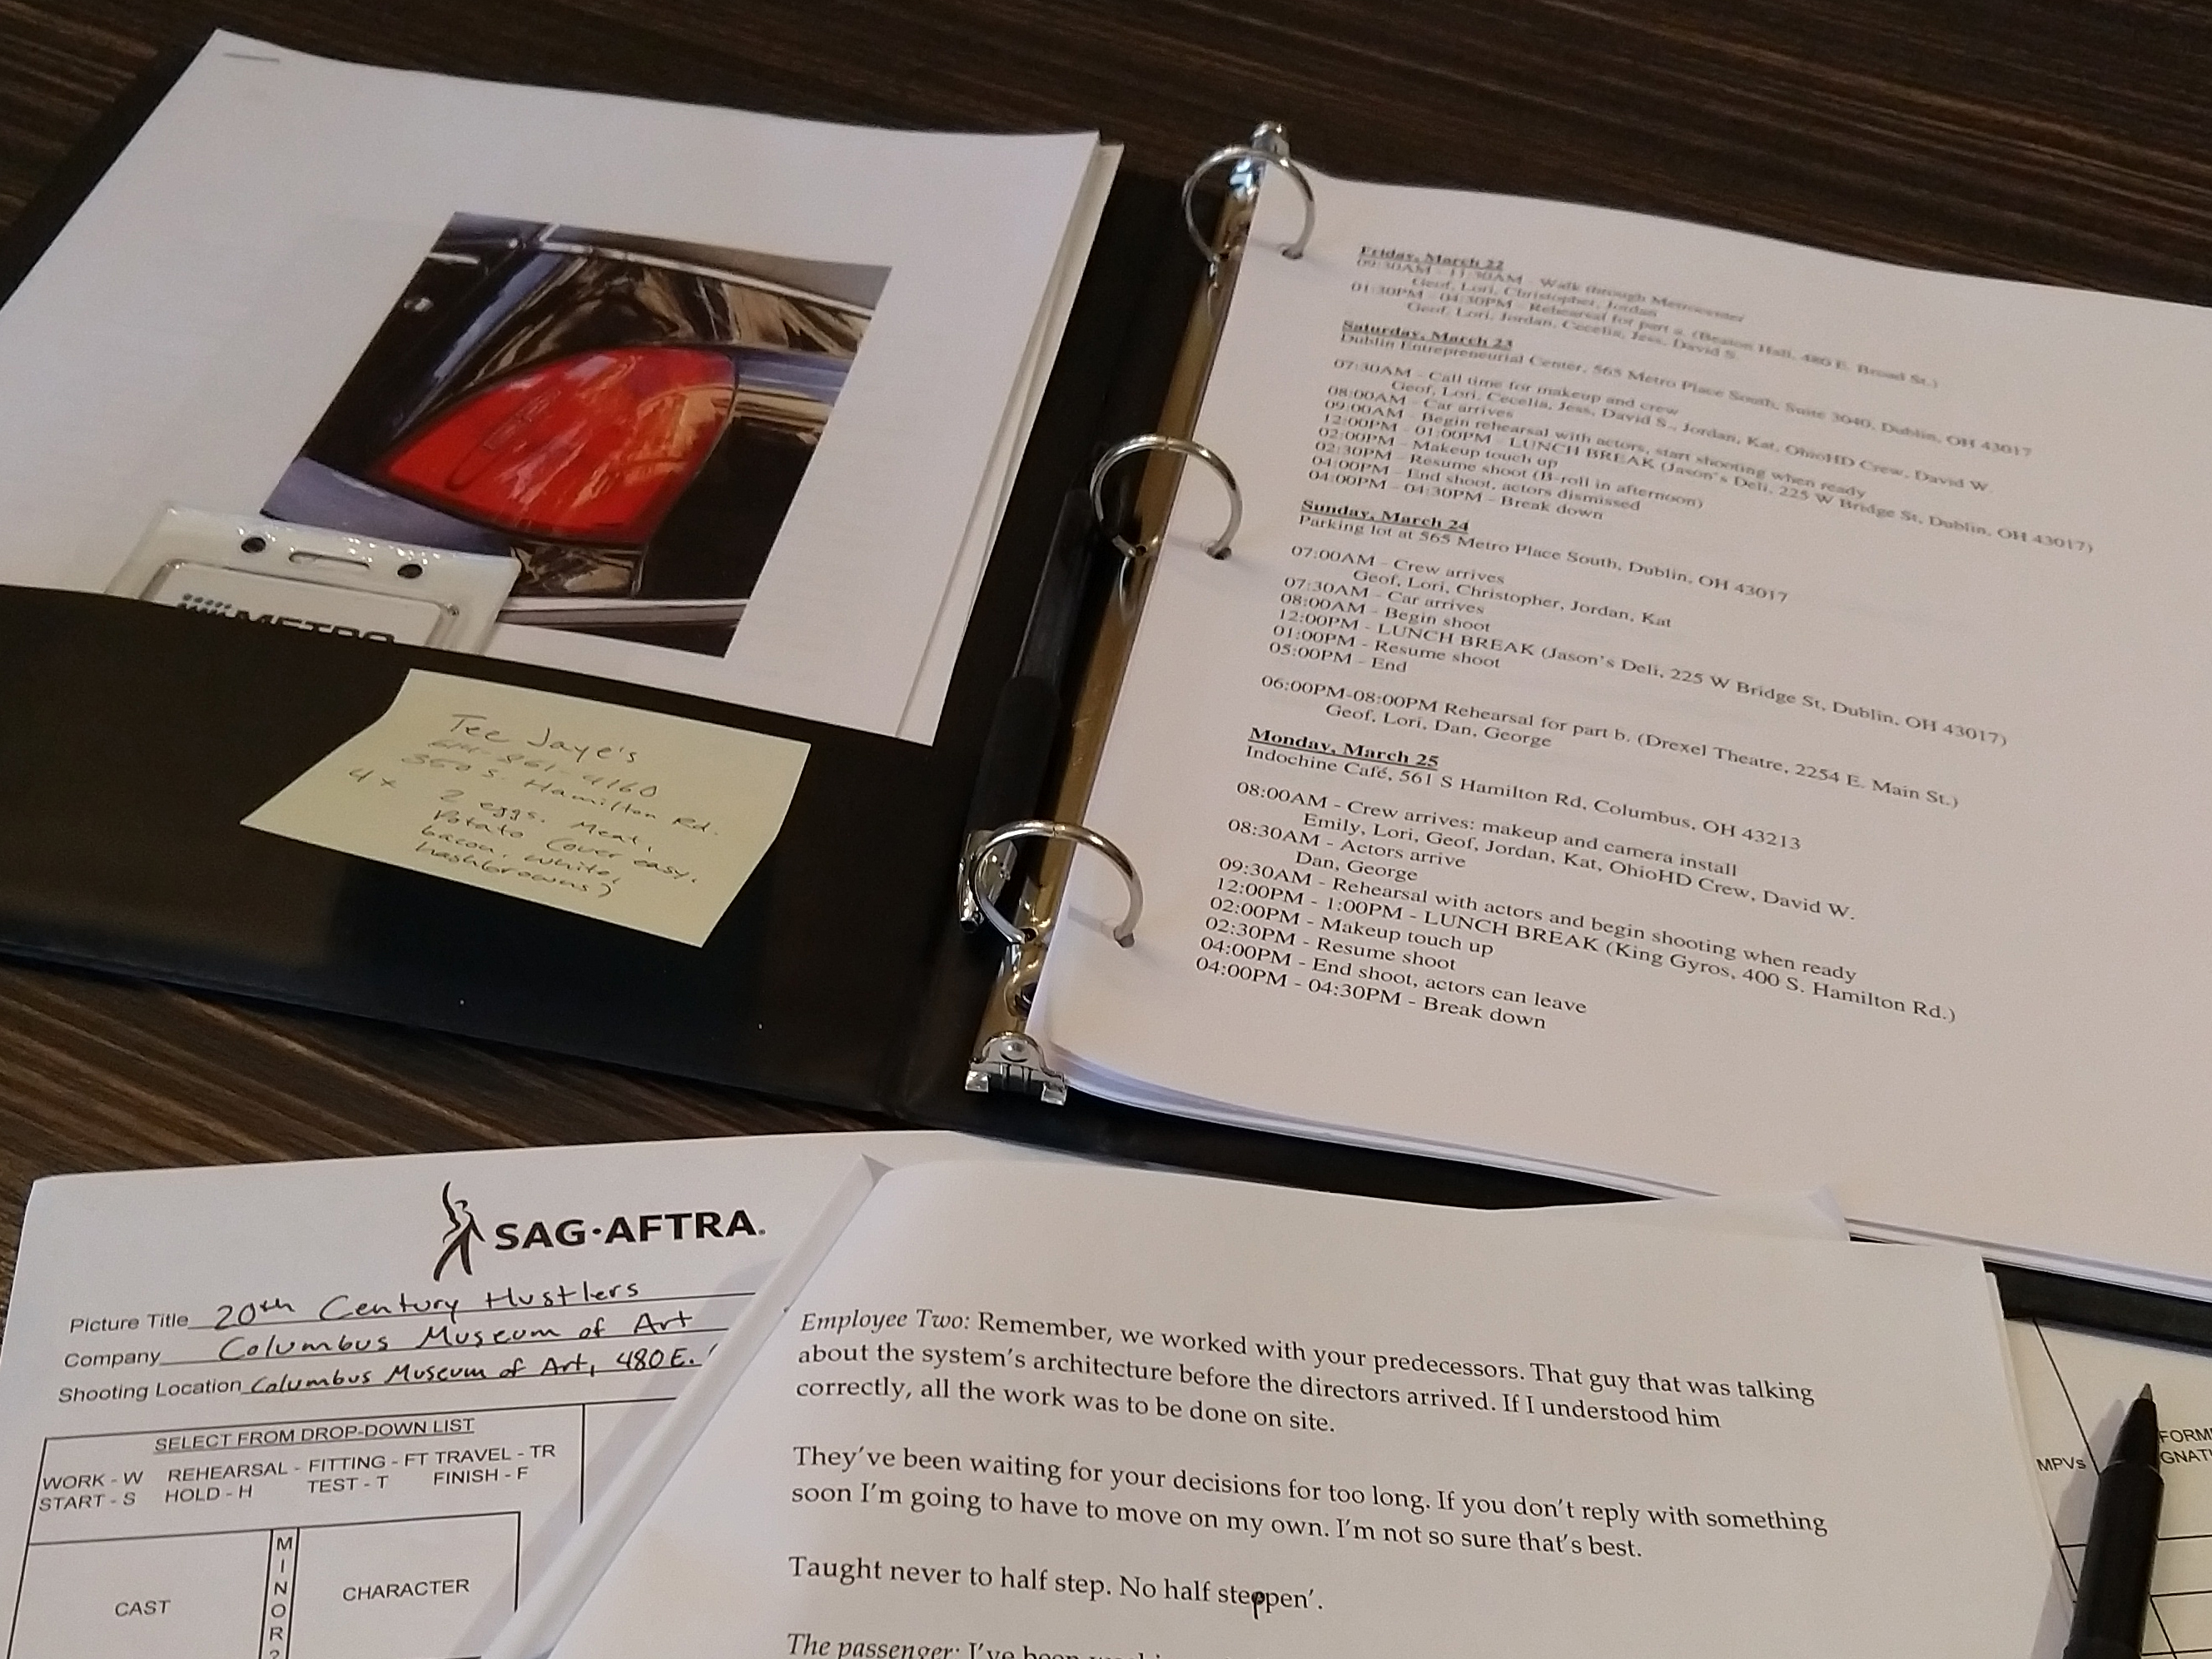 METRO
Tee Jaye's
614-861-4160
350 S. Hamilton Rd.
4x 2 eggs, Meat,
Potato (over easy,
bacon, white,
hashbrowns)
Friday, March 22
09:30AM - 11:30AM - Walk through Metrocenter
Geof, Lori, Christopher, Jordan
01:30PM - 04:30PM - Rehearsal for part a. (Beaton Hall, 480 E. Broad St.)
Geof, Lori, Jordan, Cecelia, Jess, David S.
Saturday, March 23
Dublin Entrepreneurial Center, 565 Metro Place South, Suite 3040, Dublin, OH 43017
07:30AM - Call time for makeup and crew
Geof, Lori, Cecelia, Jess, David S., Jordan, Kat, OhioHD Crew, David W.
08:00AM - Car arrives
09:00AM - Begin rehearsal with actors, start shooting when ready
12:00PM - 01:00PM - LUNCH BREAK (Jason's Deli, 225 W Bridge St, Dublin, OH 43017)
02:00PM - Makeup touch up
02:30PM - Resume shoot (B-roll in afternoon)
04:00PM - End shoot, actors dismissed
04:00PM - 04:30PM - Break down
Sunday, March 24
Parking lot at 565 Metro Place South, Dublin, OH 43017
07:00AM - Crew arrives
Geof, Lori, Christopher, Jordan, Kat
07:30AM - Car arrives
08:00AM - Begin shoot
12:00PM - LUNCH BREAK (Jason's Deli, 225 W Bridge St, Dublin, OH 43017)
01:00PM - Resume shoot
05:00PM - End
06:00PM-08:00PM Rehearsal for part b. (Drexel Theatre, 2254 E. Main St.)
Geof, Lori, Dan, George
Monday, March 25
Indochine Café, 561 S Hamilton Rd, Columbus, OH 43213
08:00AM - Crew arrives: makeup and camera install
Emily, Lori, Geof, Jordan, Kat, OhioHD Crew, David W.
08:30AM - Actors arrive
Dan, George
09:30AM - Rehearsal with actors and begin shooting when ready
12:00PM - 1:00PM - LUNCH BREAK (King Gyros, 400 S. Hamilton Rd.)
02:00PM - Makeup touch up
02:30PM - Resume shoot
04:00PM - End shoot, actors can leave
04:00PM - 04:30PM - Break down
SAG·AFTRA
Picture Title 20th Century Hustlers
Company Columbus Museum of Art
Shooting Location Columbus Museum of Art, 480 E.
SELECT FROM DROP-DOWN LIST
WORK - W REHEARSAL - FITTING - FT TRAVEL - TR
START - S HOLD - H TEST - T FINISH - F
CAST
MINOR?
CHARACTER
Employee Two: Remember, we worked with your predecessors. That guy that was talking
about the system's architecture before the directors arrived. If I understood him
correctly, all the work was to be done on site.
They've been waiting for your decisions for too long. If you don't reply with something
soon I'm going to have to move on my own. I'm not so sure that's best.
Taught never to half step. No half steppen'.
The passenger: I've been
MPVs